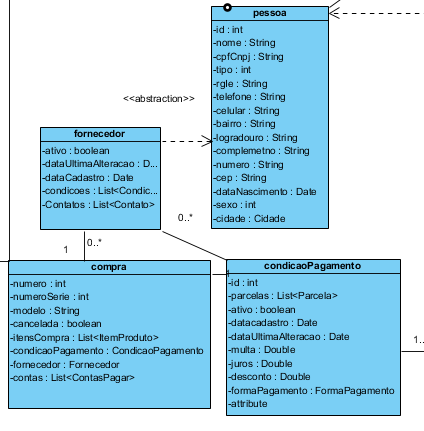 pessoa
-id : int
-nome : String
-cpfCnpj : String
-tipo : int
-rgIe : String
-telefone : String
-celular : String
-bairro : String
-logradouro : String
-complemetno : String
-numero : String
-cep : String
-dataNascimento : Date
-sexo : int
-cidade : Cidade
<<abstraction>>
fornecedor
-ativo : boolean
-dataUltimaAlteracao : D...
-dataCadastro : Date
-condicoes : List<Condic...
-Contatos : List<Contato>
0..*
1
0..*
compra
-numero : int
-numeroSerie : int
-modelo : String
-cancelada : boolean
-itensCompra : List<ItemProduto>
-condicaoPagamento : CondicaoPagamento
-fornecedor : Fornecedor
-contas : List<ContasPagar>
1
condicaoPagamento
-id : int
-parcelas : List<Parcela>
-ativo : boolean
-datacadastro : Date
-dataUltimaAlteracao : Date
-multa : Double
-juros : Double
-desconto : Double
-formaPagamento : FormaPagamento
-attribute
1..